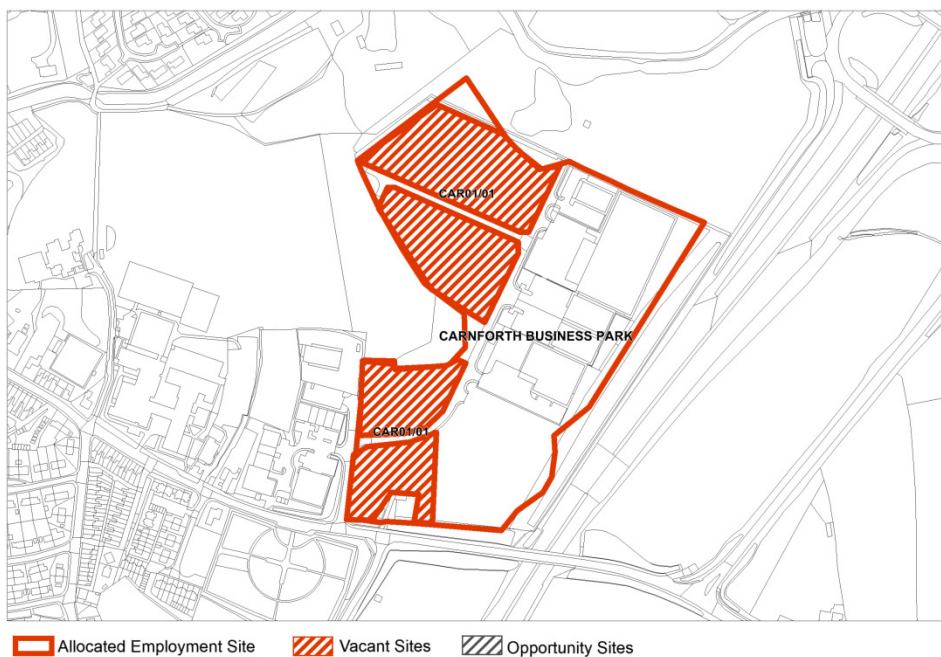 CAR01/01
CARNFORTH BUSINESS PARK
CAR01/01
Allocated Employment Site
Vacant Sites
Opportunity Sites